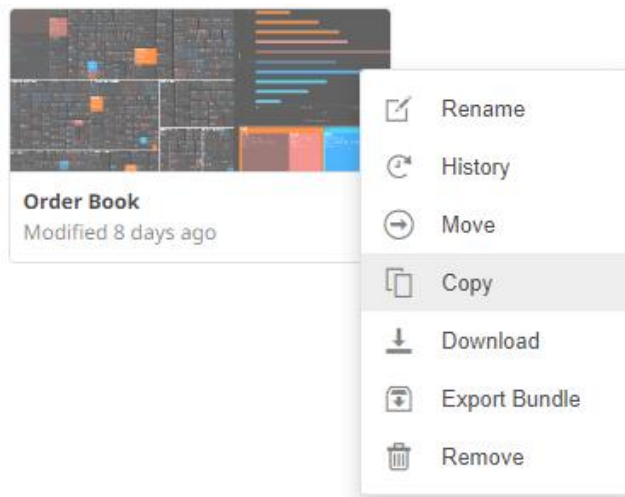 Order Book
Modified 8 days ago
Rename
History
Move
Copy
Download
Export Bundle
Remove